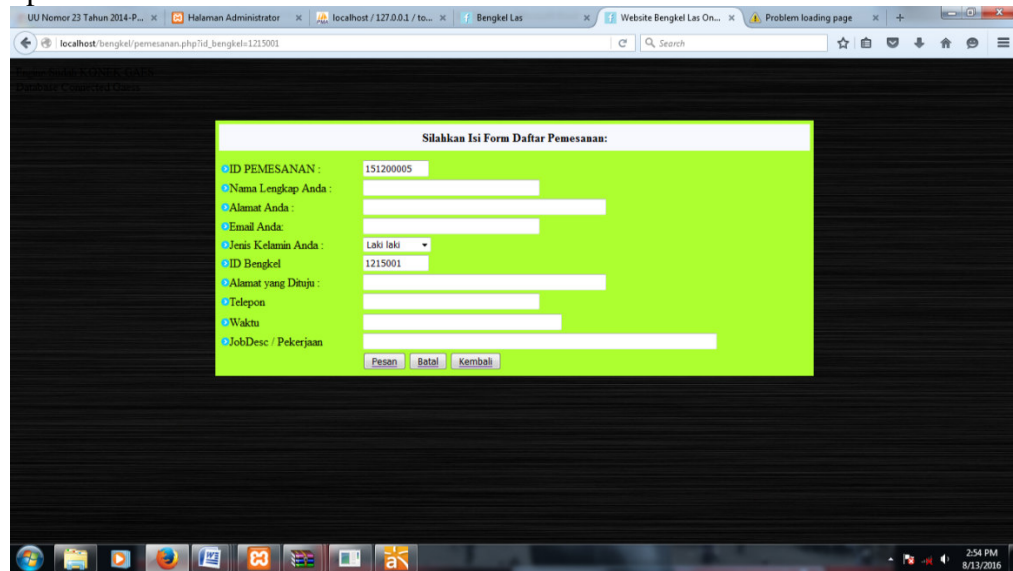 UU Nomor 23 Tahun 2014-P...
Halaman Administrator
localhost / 127.0.0.1 / to...
Bengkel Las
Website Bengkel Las On...
Problem loading page
localhost/bengkel/pemesanan.php?id_bengkel=1215001
Search
Silahkan Isi Form Daftar Pemesanan:
ID PEMESANAN : 151200005
Nama Lengkap Anda :
Alamat Anda :
Email Anda:
Jenis Kelamin Anda : Laki laki
ID Bengkel 1215001
Alamat yang Dituju :
Telepon
Waktu
JobDesc / Pekerjaan
Pesan Batal Kembali
2:54 PM
8/13/2016